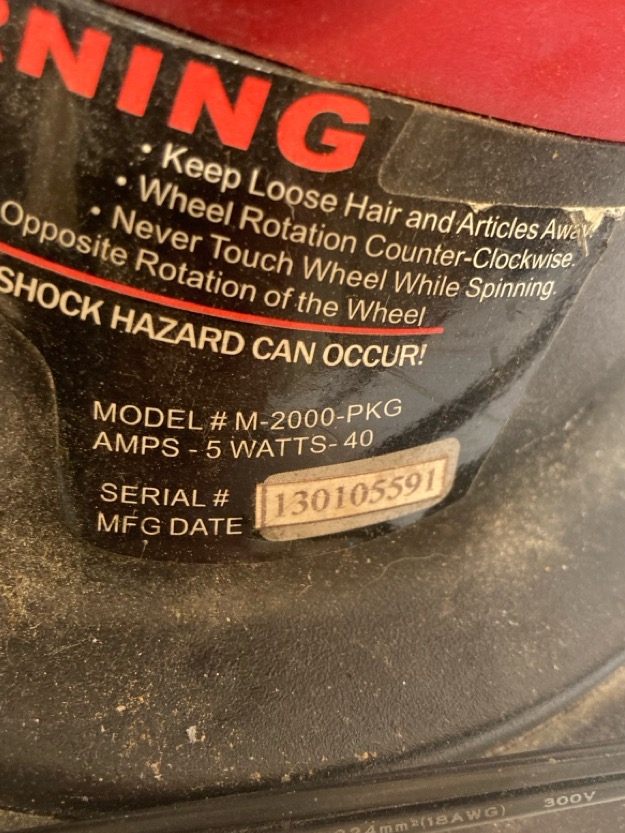 NING
• Keep Loose Hair and Articles Away
• Wheel Rotation Counter-Clockwise.
• Never Touch Wheel While Spinning.
Opposite Rotation of the Wheel
SHOCK HAZARD CAN OCCUR!
MODEL # M-2000-PKG
AMPS - 5 WATTS- 40
SERIAL #
130105591
MFG DATE
24mm²(18AWG) 300V